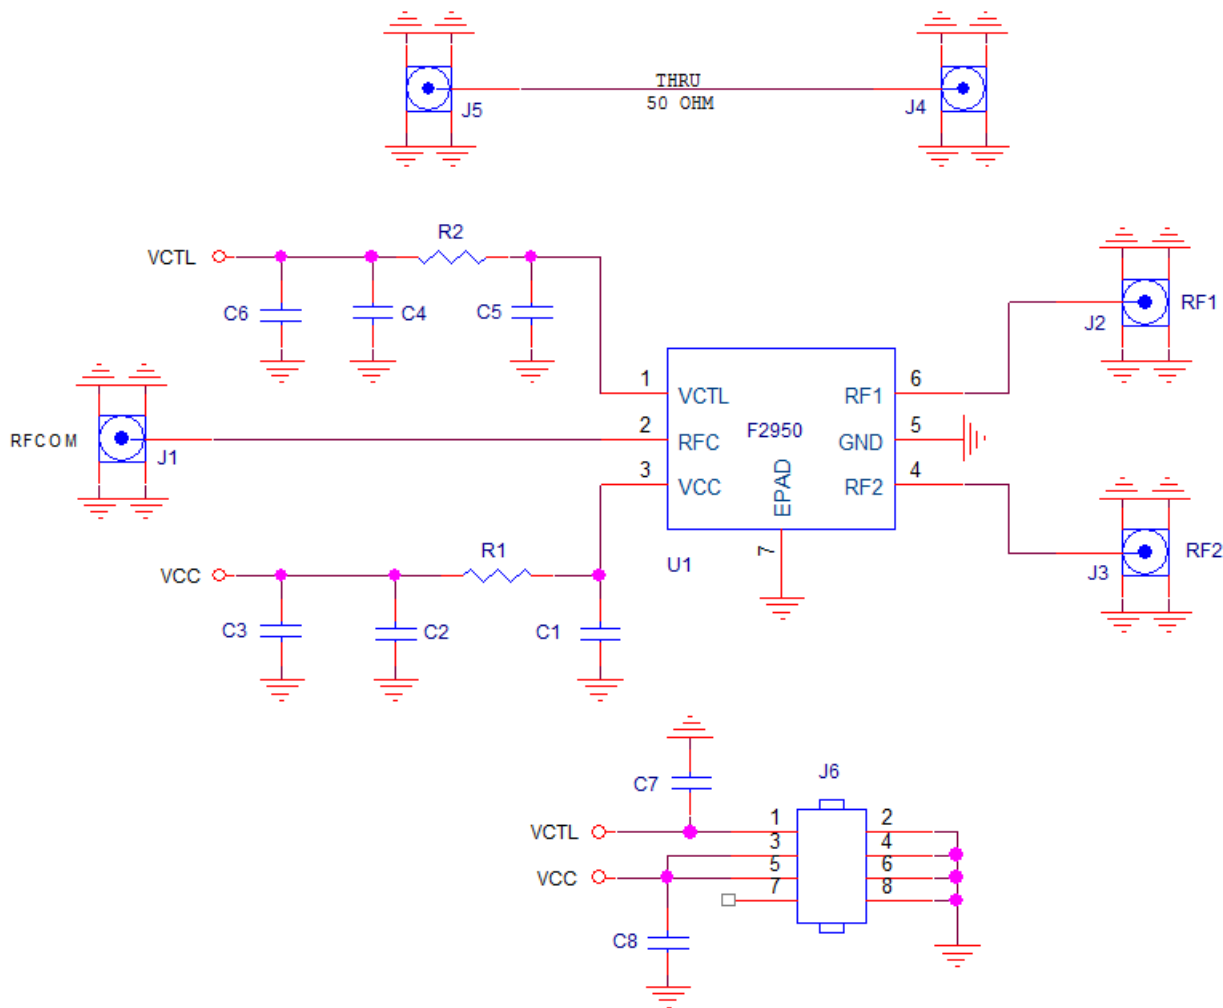 THRU
J5
50 OHM
J4
R2
VCTL
C6
C4
C5
J2
RF1
1
6
VCTL
RF1
RFCOM
J1
2
F2950
5
RFC
GND
3
4
VCC
EPAD
RF2
J3
RF2
R1
U1
7
VCC
C3
C2
C1
C7
J6
VCTL
1
2
3
4
VCC
5
6
7
8
C8